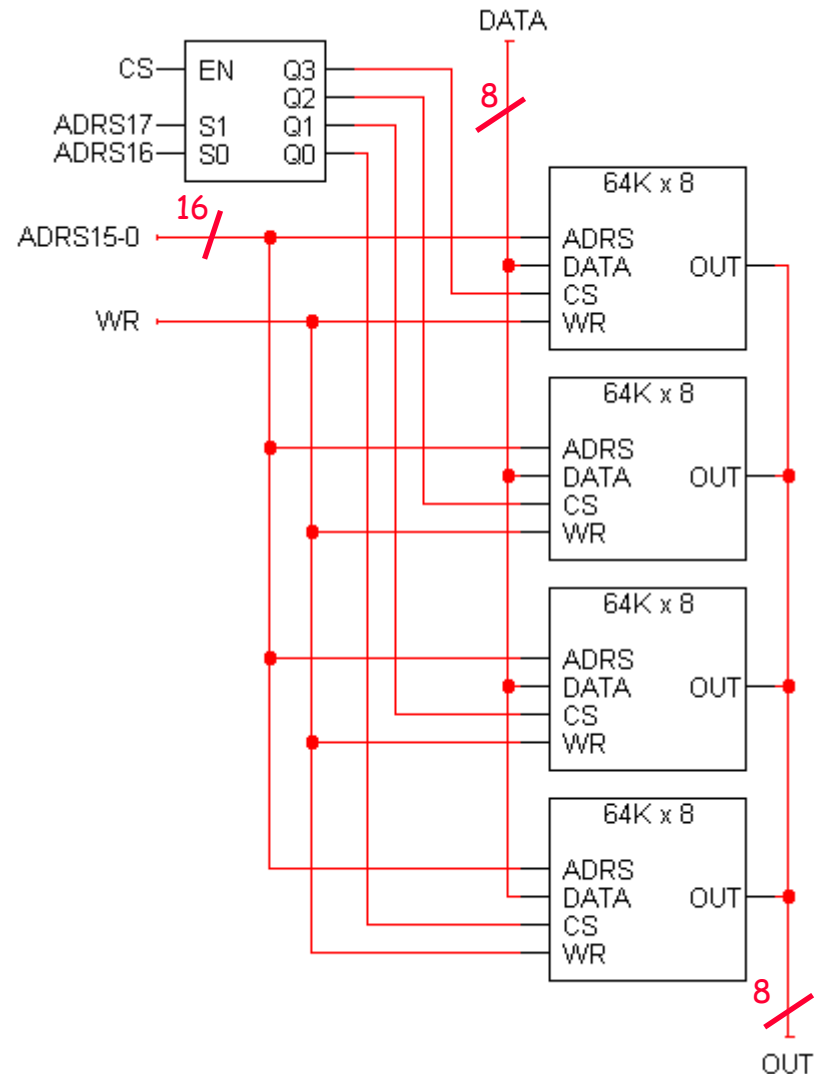 DATA
CS EN Q3
8
Q2
ADRS17 S1 Q1
ADRS16 S0 Q0
64K x 8
16
ADRS15-0
ADRS
DATA OUT
CS
WR
WR
64K x 8
ADRS
DATA OUT
CS
WR
64K x 8
ADRS
DATA OUT
CS
WR
64K x 8
ADRS
DATA OUT
CS
WR
8
OUT